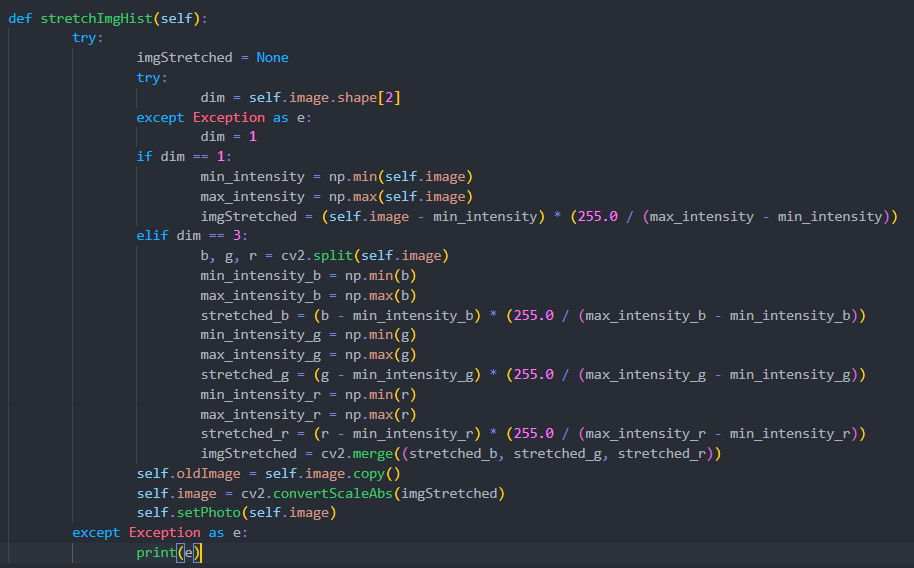 def stretchImgHist(self):
        try:
                imgStretched = None
                try:
                        dim = self.image.shape[2]
                except Exception as e:
                        dim = 1
                if dim == 1:
                        min_intensity = np.min(self.image)
                        max_intensity = np.max(self.image)
                        imgStretched = (self.image - min_intensity) * (255.0 / (max_intensity - min_intensity))
                elif dim == 3:
                        b, g, r = cv2.split(self.image)
                        min_intensity_b = np.min(b)
                        max_intensity_b = np.max(b)
                        stretched_b = (b - min_intensity_b) * (255.0 / (max_intensity_b - min_intensity_b))
                        min_intensity_g = np.min(g)
                        max_intensity_g = np.max(g)
                        stretched_g = (g - min_intensity_g) * (255.0 / (max_intensity_g - min_intensity_g))
                        min_intensity_r = np.min(r)
                        max_intensity_r = np.max(r)
                        stretched_r = (r - min_intensity_r) * (255.0 / (max_intensity_r - min_intensity_r))
                        imgStretched = cv2.merge((stretched_b, stretched_g, stretched_r))
                self.oldImage = self.image.copy()
                self.image = cv2.convertScaleAbs(imgStretched)
                self.setPhoto(self.image)
        except Exception as e:
                print(e)